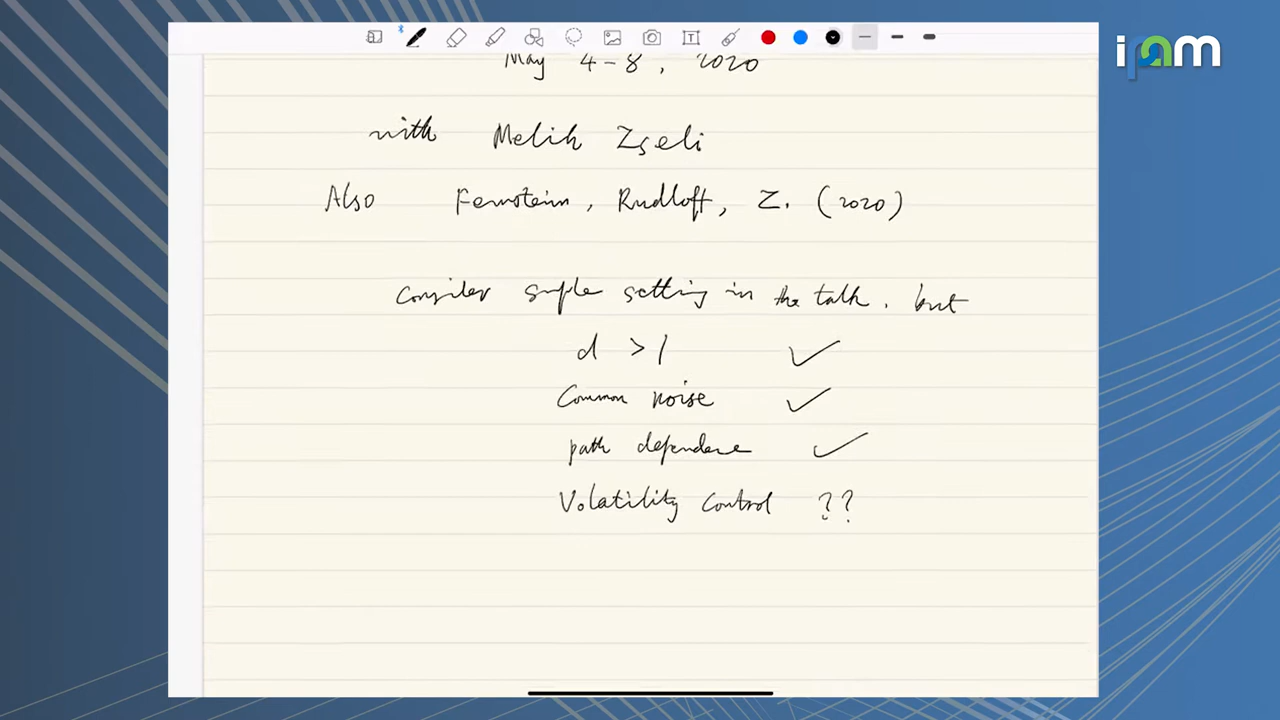 ipam
May 4-8, 2020
with Melih İşeri
Also Feinstein, Rudloff, Z. (2020)
Consider simple setting in the talk, but
d > 1 ✓
Common noise ✓
path dependence ✓
Volatility control ??